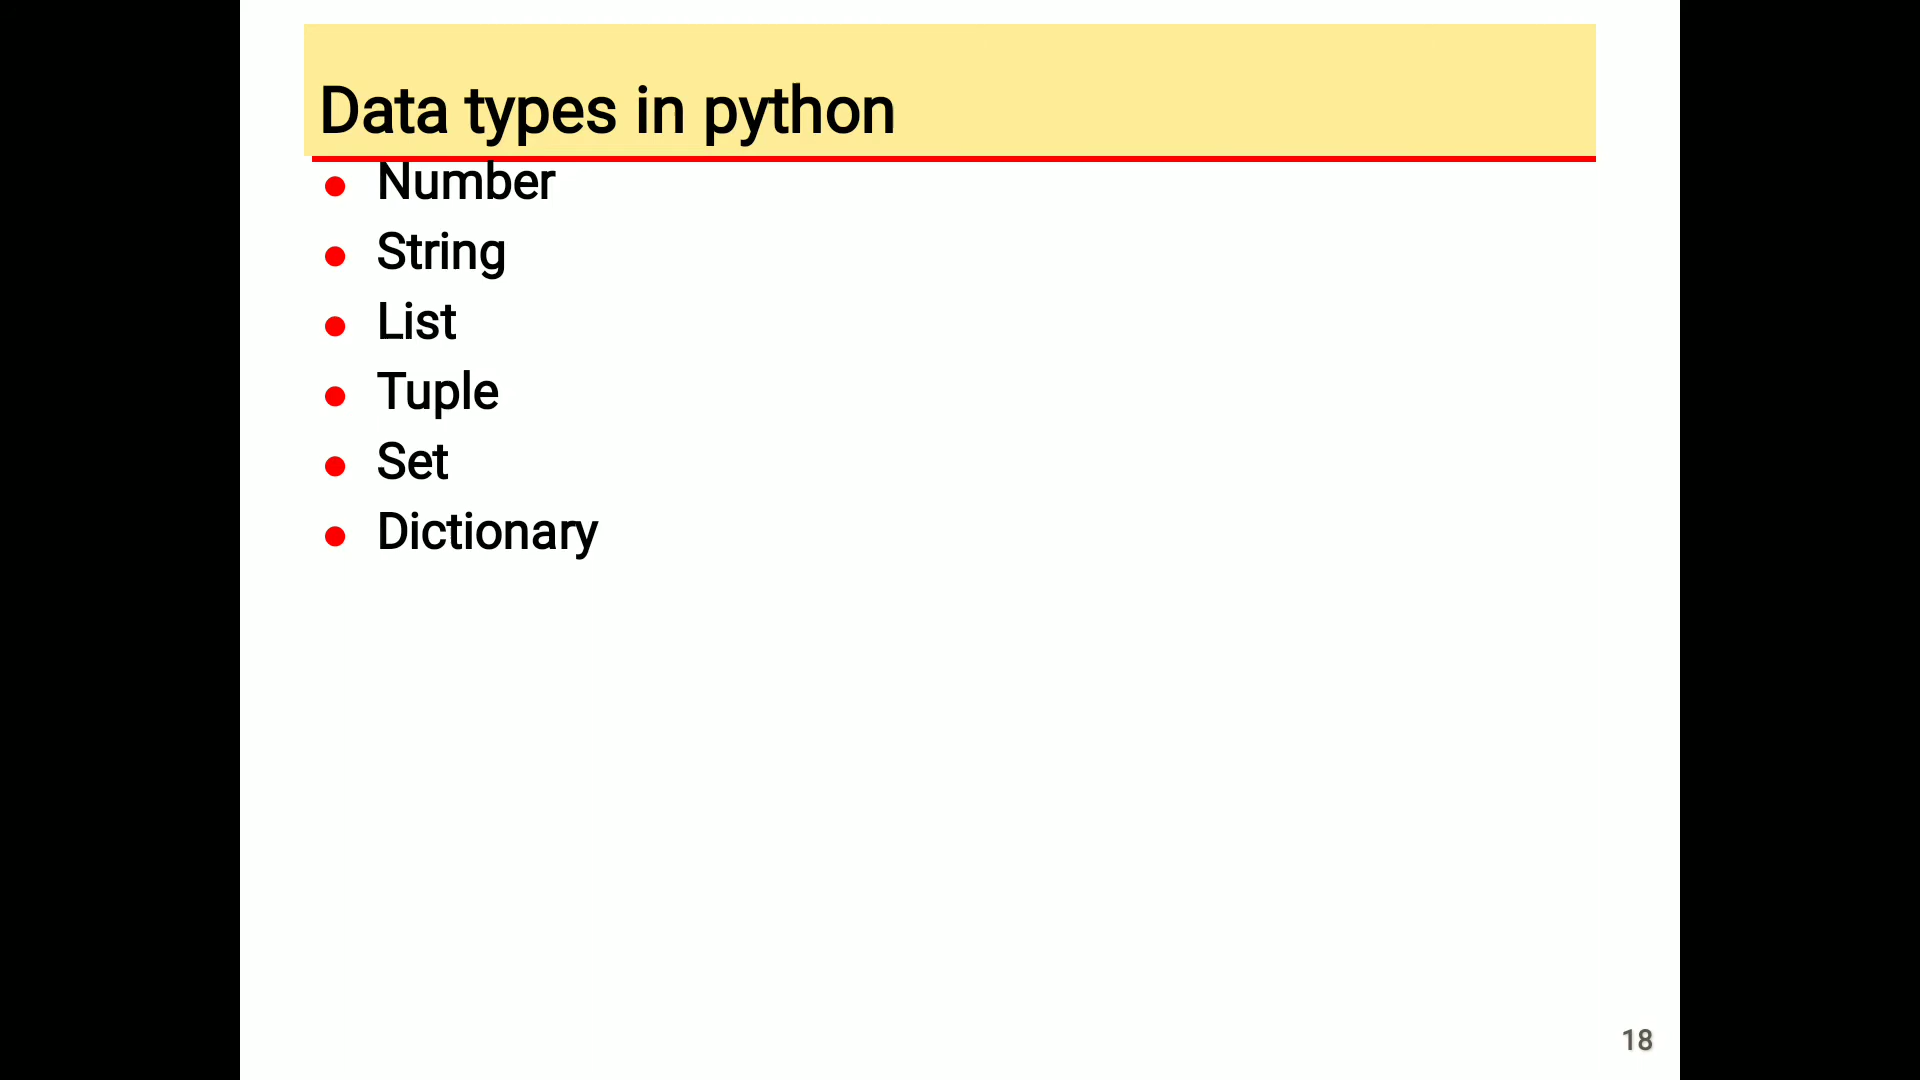 Data types in python
Number
String
List
Tuple
Set
Dictionary
18